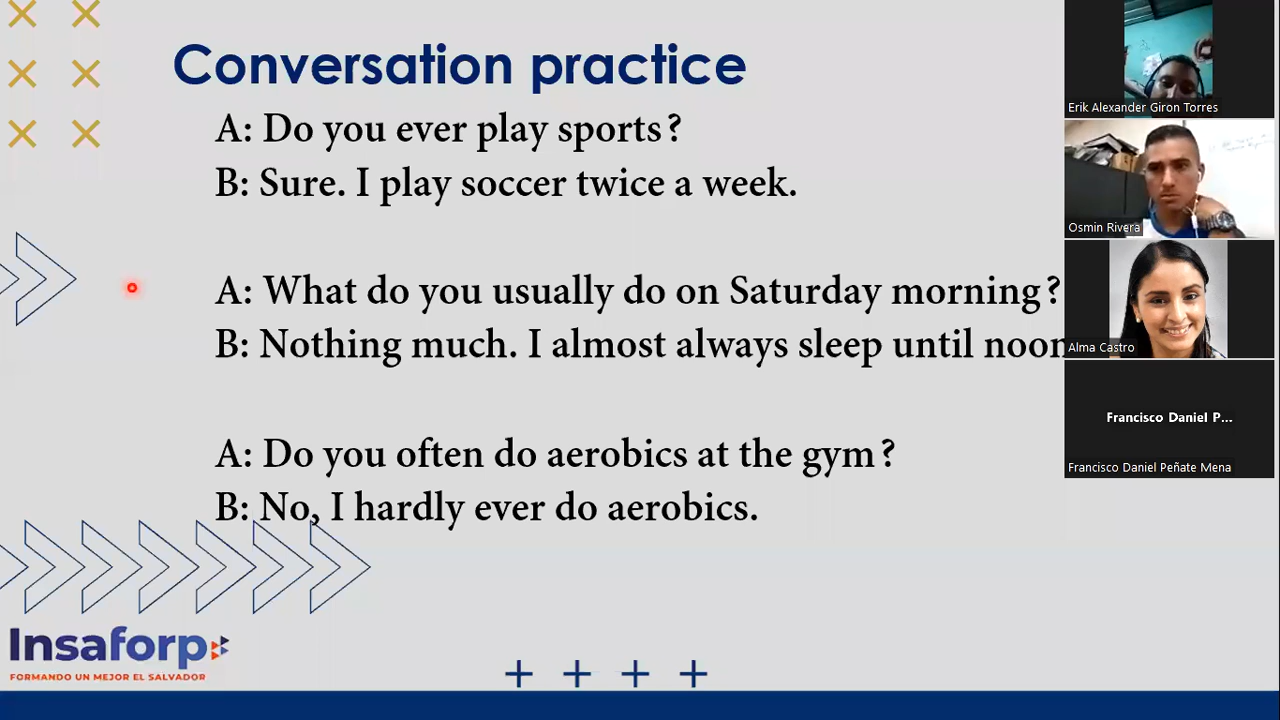 Conversation practice
A: Do you ever play sports?
B: Sure. I play soccer twice a week.
A: What do you usually do on Saturday morning?
B: Nothing much. I almost always sleep until noon
A: Do you often do aerobics at the gym?
B: No, I hardly ever do aerobics.
Insaforp
FORMANDO UN MEJOR EL SALVADOR
Erik Alexander Giron Torres
Osmin Rivera
Alma Castro
Francisco Daniel P...
Francisco Daniel Peñate Mena